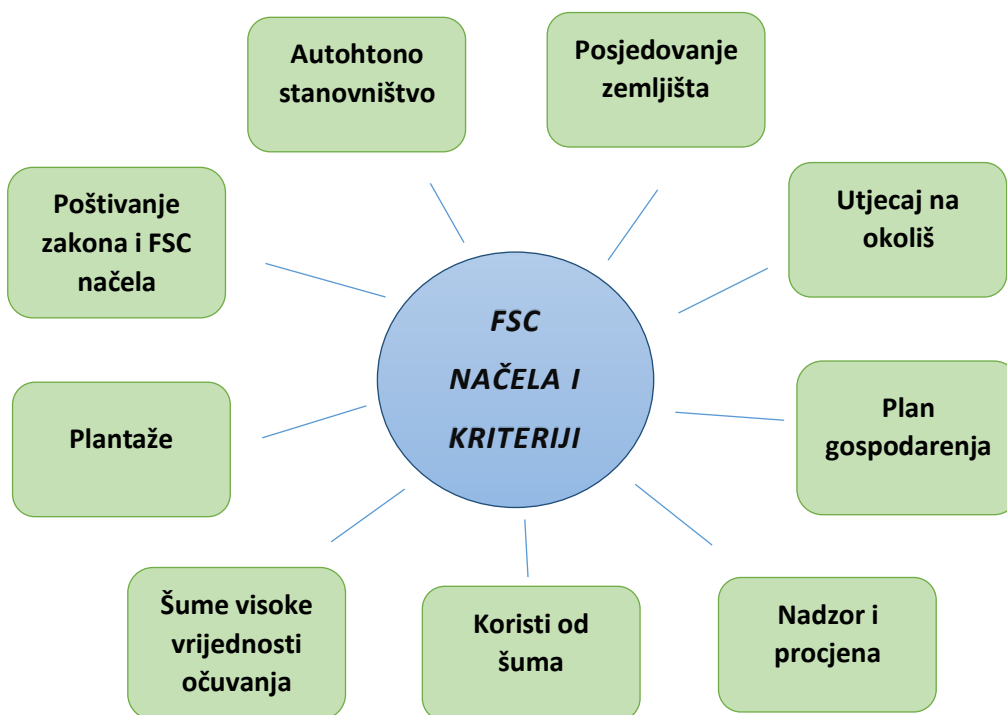 Autohtono
stanovništvo
Posjedovanje
zemljišta
Poštivanje
zakona i FSC
načela
Utjecaj na
okoliš
FSC
NAČELA I
KRITERIJI
Plantaže
Plan
gospodarenja
Šume visoke
vrijednosti
očuvanja
Koristi od
šuma
Nadzor i
procjena